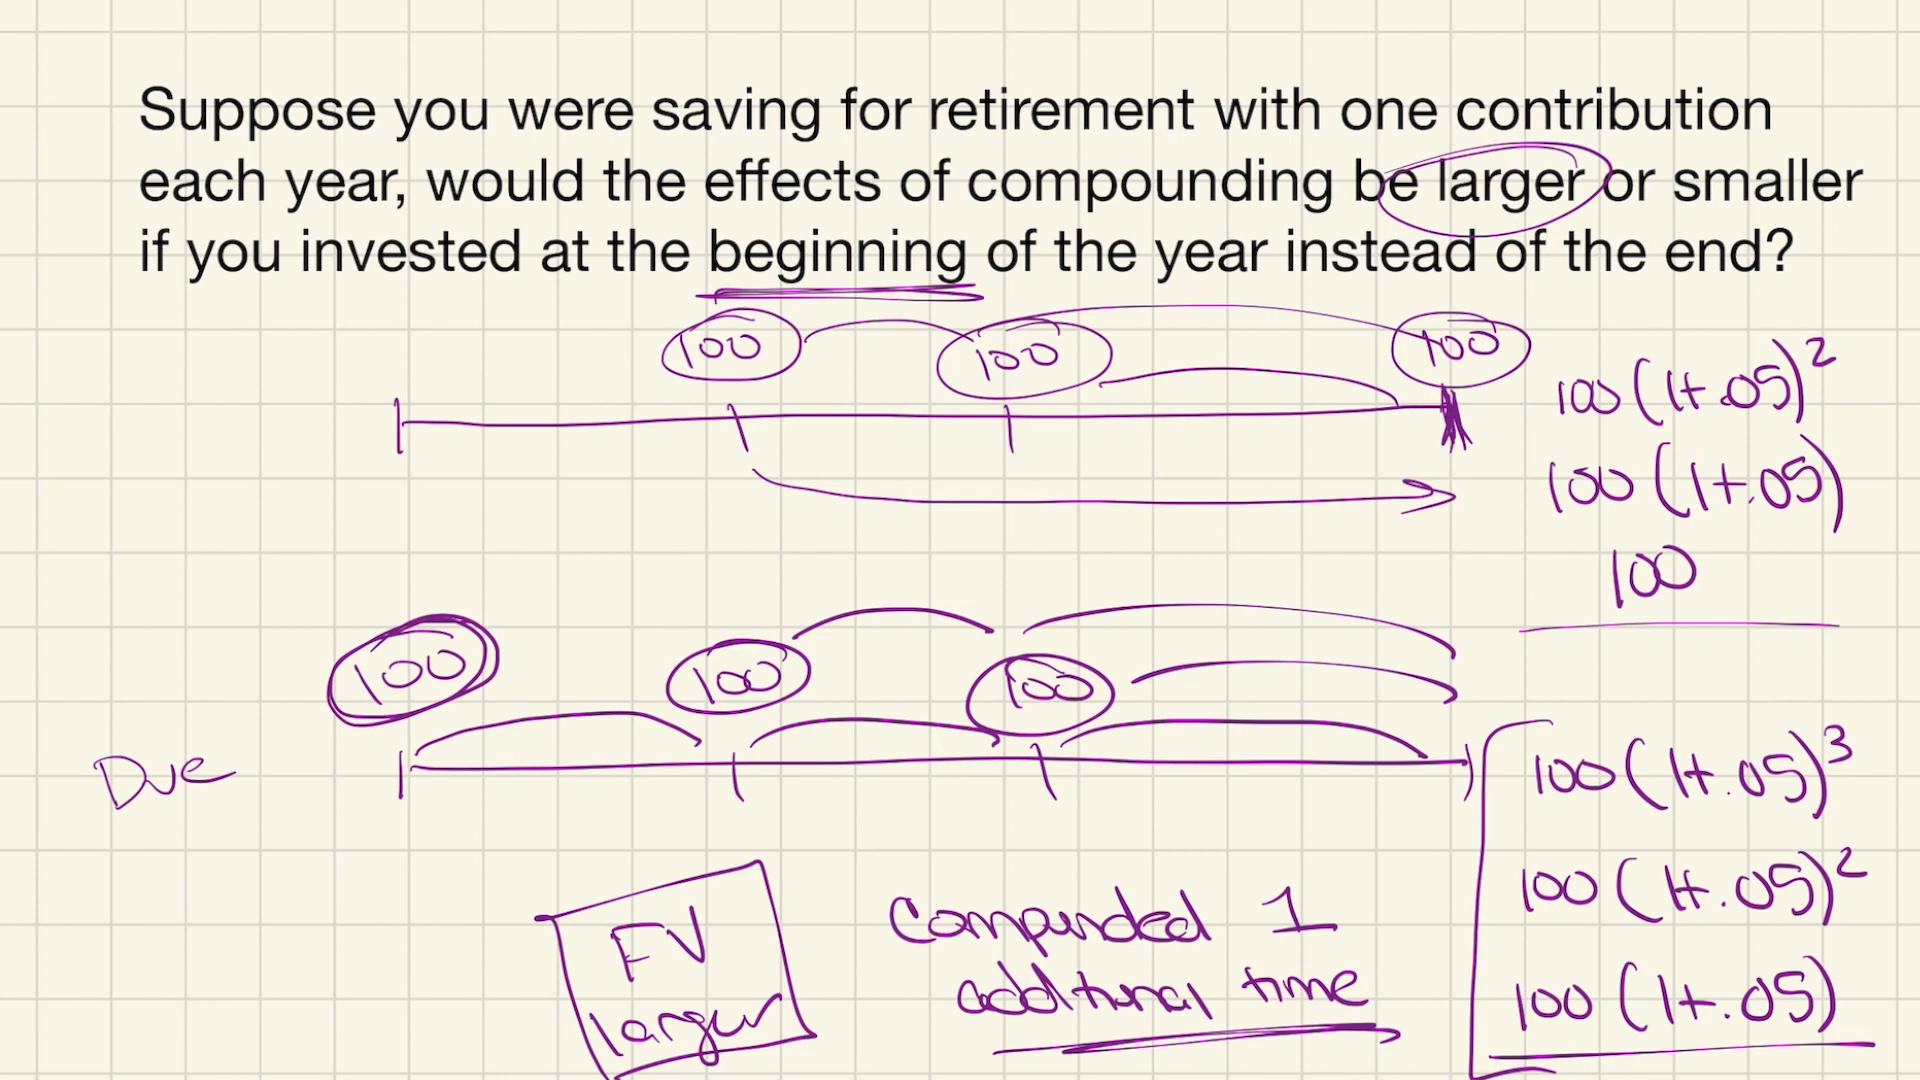 Suppose you were saving for retirement with one contribution
each year, would the effects of compounding be larger or smaller
if you invested at the beginning of the year instead of the end?
100 100 100
100(1+.05)²
100(1+.05)
100
100 100 100
Due
100(1+.05)³
100(1+.05)²
100(1+.05)
FV
larger
Compounded 1
additional time